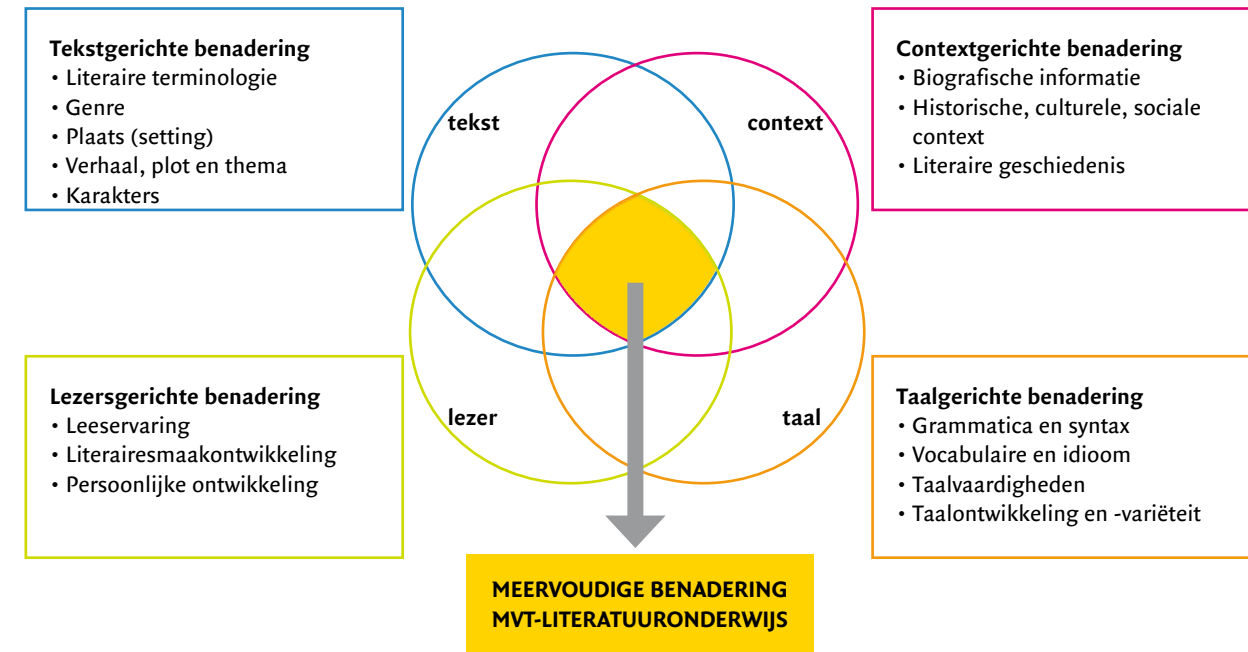 Tekstgerichte benadering
• Literaire terminologie
• Genre
• Plaats (setting)
• Verhaal, plot en thema
• Karakters
tekst
context
Contextgerichte benadering
• Biografische informatie
• Historische, culturele, sociale
context
• Literaire geschiedenis
Lezersgerichte benadering
• Leeservaring
• Literairesmaakontwikkeling
• Persoonlijke ontwikkeling
lezer
taal
Taalgerichte benadering
• Grammatica en syntax
• Vocabulaire en idioom
• Taalvaardigheden
• Taalontwikkeling en -variëteit
MEERVOUDIGE BENADERING
MVT-LITERATUURONDERWIJS